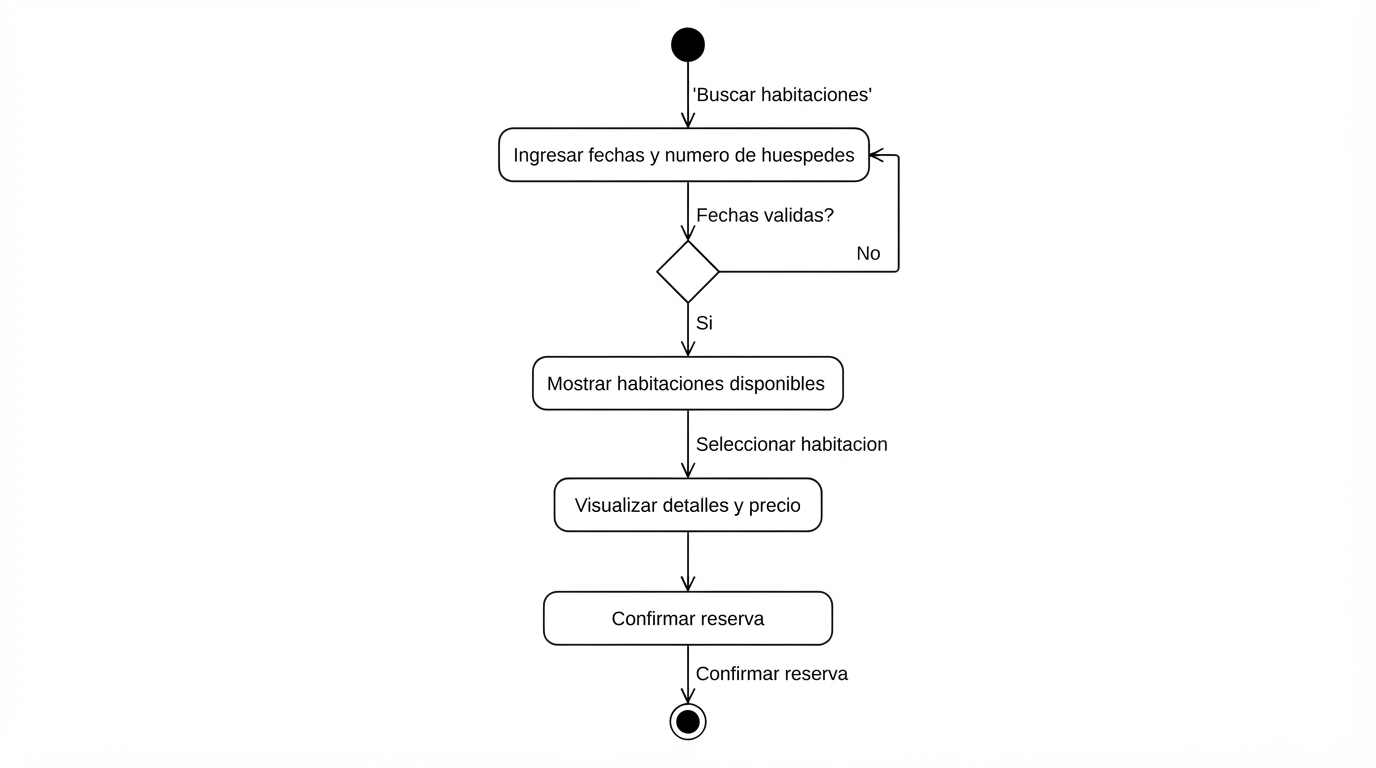 'Buscar habitaciones'
Ingresar fechas y numero de huespedes
Fechas validas?
No
Si
Mostrar habitaciones disponibles
Seleccionar habitacion
Visualizar detalles y precio
Confirmar reserva
Confirmar reserva